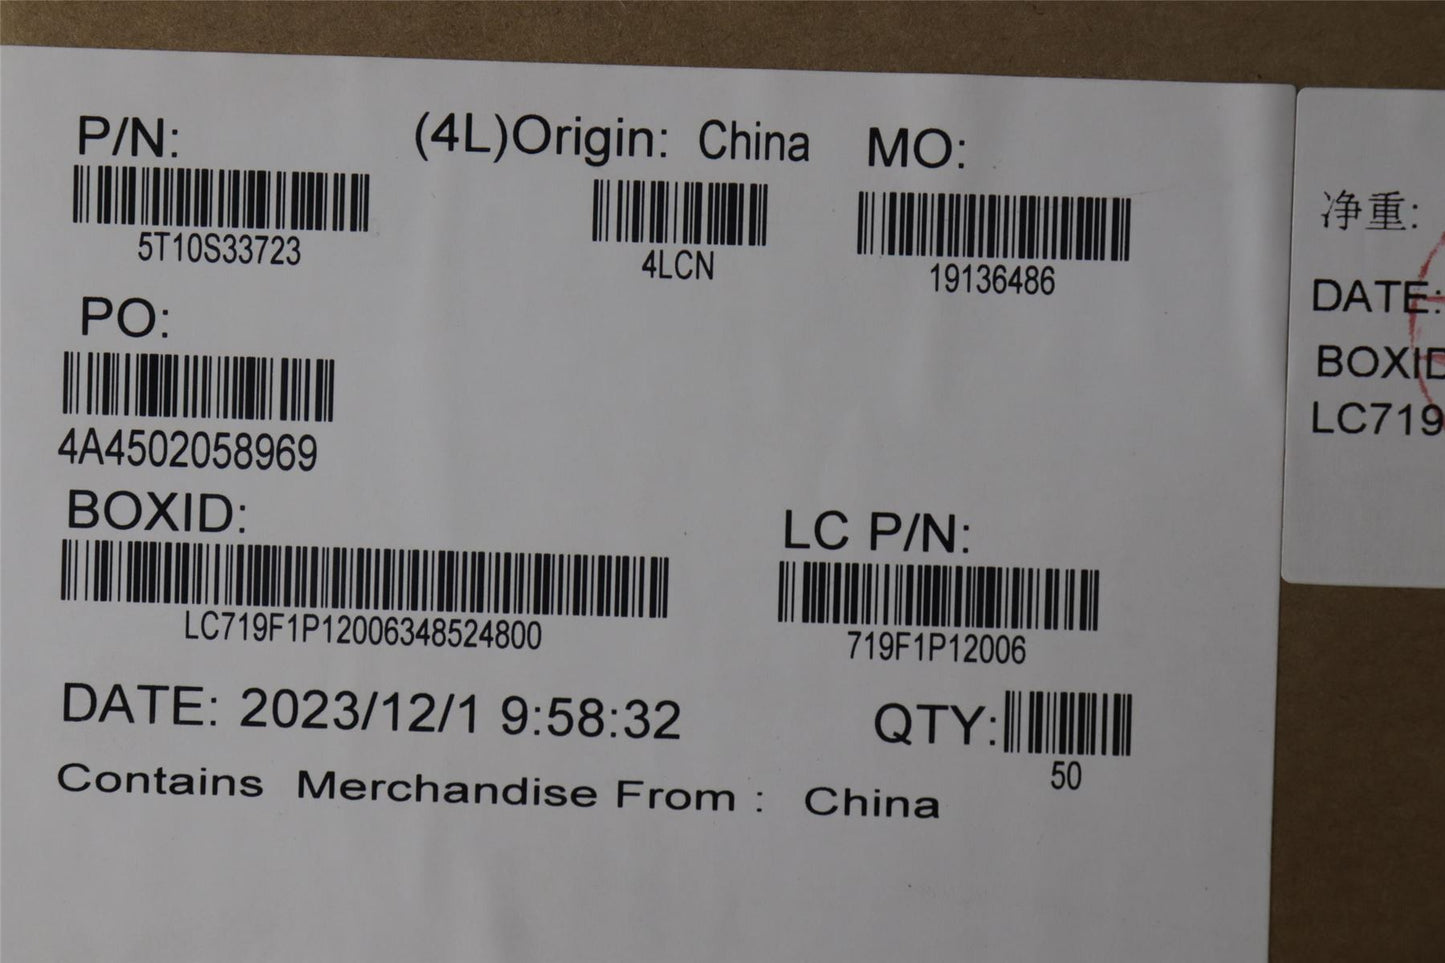 P/N: (4L)Origin: China MO:
5T10S33723 4LCN 19136486
PO:
4A4502058969
BOXID: LC P/N:
LC719F1P12006348524800 719F1P12006
DATE: 2023/12/1 9:58:32 QTY:
50
Contains Merchandise From : China
净重:
DATE:
BOXID
LC719